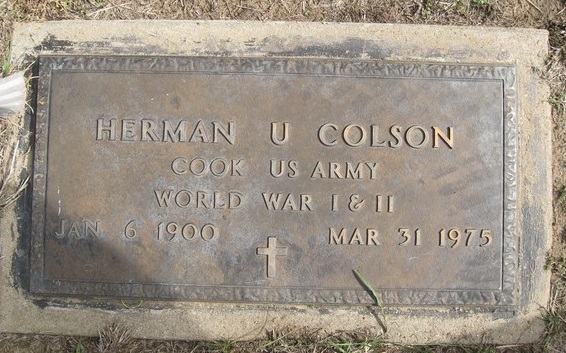 HERMAN U COLSON
COOK US ARMY
WORLD WAR I & II
JAN 6 1900 MAR 31 1975